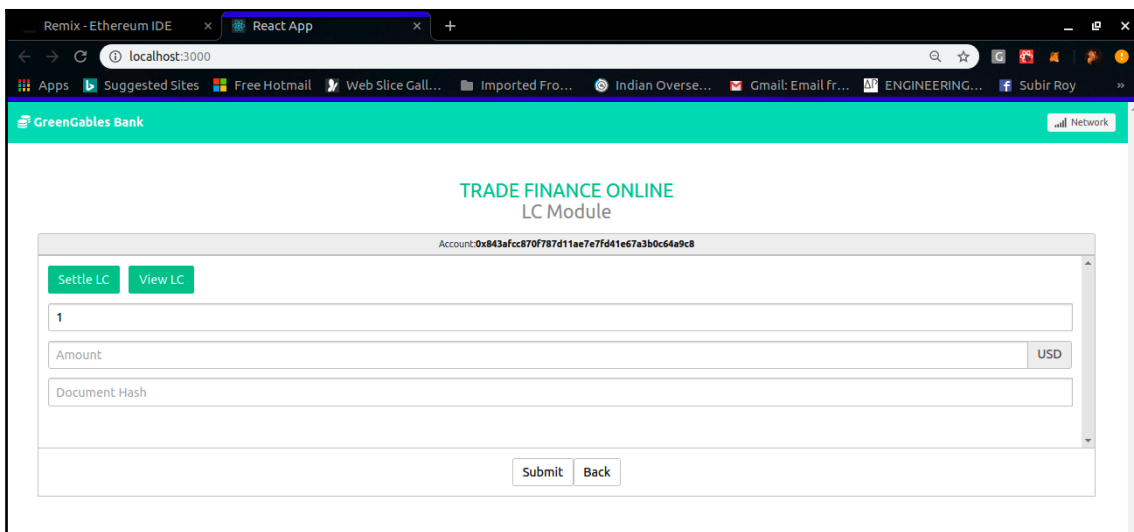 Remix - Ethereum IDE
React App
localhost:3000
Apps Suggested Sites Free Hotmail Web Slice Gall... Imported Fro... Indian Overse... Gmail: Email fr... ENGINEERING... Subir Roy
GreenGables Bank
Network
TRADE FINANCE ONLINE
LC Module
Account:0x843afcc870f787d11ae7e7fd41e67a3b0c64a9c8
Settle LC View LC
1
Amount USD
Document Hash
Submit Back